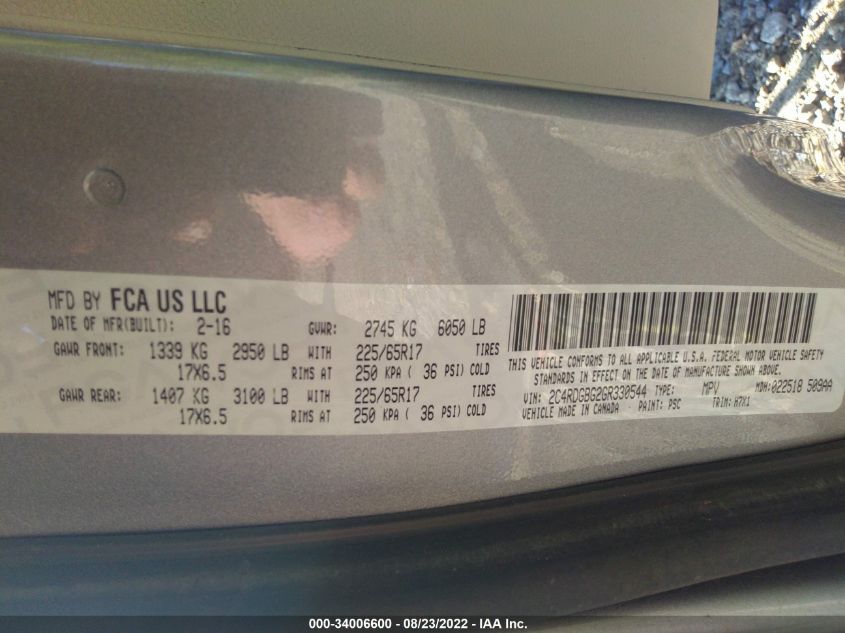 MFD BY FCA US LLC
DATE OF MFR(BUILT): 2-16 GVWR: 2745 KG 6050 LB
GAWR FRONT: 1339 KG 2950 LB WITH 225/65R17 TIRES
17X6.5 RIMS AT 250 KPA ( 36 PSI) COLD
GAWR REAR: 1407 KG 3100 LB WITH 225/65R17 TIRES
17X6.5 RIMS AT 250 KPA ( 36 PSI) COLD
THIS VEHICLE CONFORMS TO ALL APPLICABLE U.S.A. FEDERAL MOTOR VEHICLE SAFETY
STANDARDS IN EFFECT ON THE DATE OF MANUFACTURE SHOWN ABOVE.
VIN: 2C4RDGBG2GR330544 TYPE: MPV MDH: 022518 509AA
VEHICLE MADE IN CANADA PAINT: PSC TRIM: H7X1
000-34006600 - 08/23/2022 - IAA Inc.